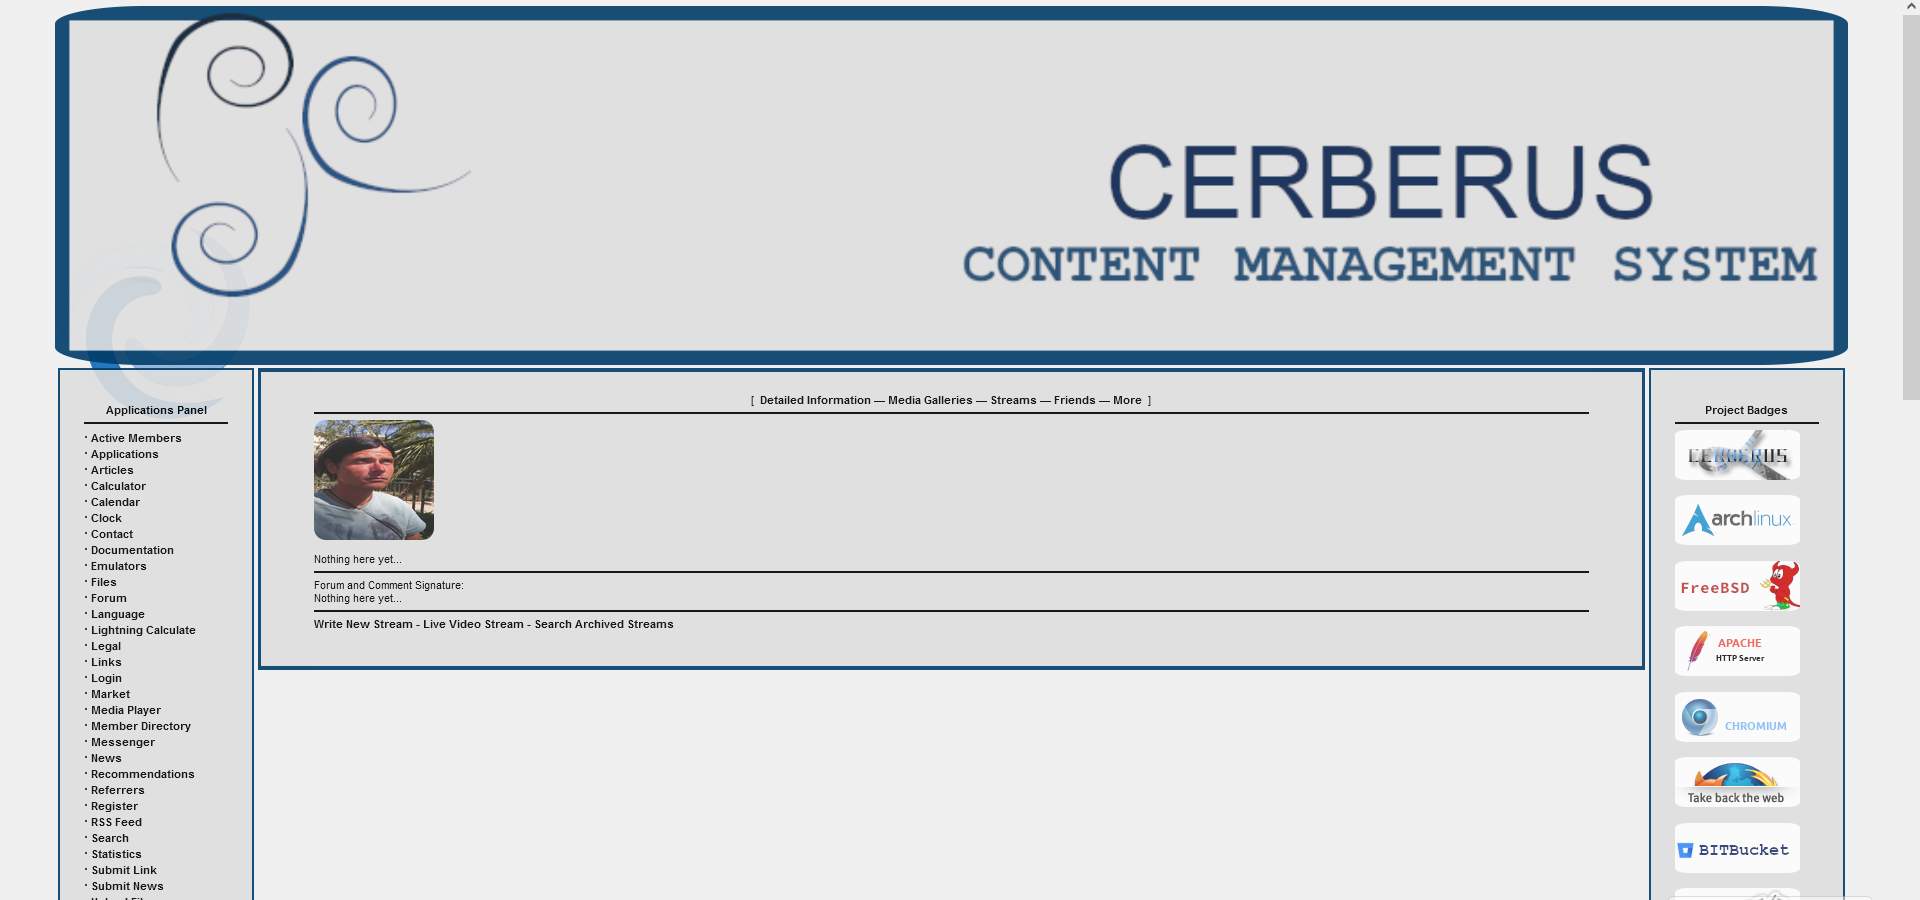 CERBERUS
CONTENT MANAGEMENT SYSTEM
Applications Panel
· Active Members
· Applications
· Articles
· Calculator
· Calendar
· Clock
· Contact
· Documentation
· Emulators
· Files
· Forum
· Language
· Lightning Calculate
· Legal
· Links
· Login
· Market
· Media Player
· Member Directory
· Messenger
· News
· Recommendations
· Referrers
· Register
· RSS Feed
· Search
· Statistics
· Submit Link
· Submit News
[ Detailed Information — Media Galleries — Streams — Friends — More ]
Nothing here yet...
Forum and Comment Signature:
Nothing here yet...
Write New Stream - Live Video Stream - Search Archived Streams
Project Badges
CERBERUS
archlinux
FreeBSD
APACHE
HTTP Server
CHROMIUM
Take back the web
BITBucket